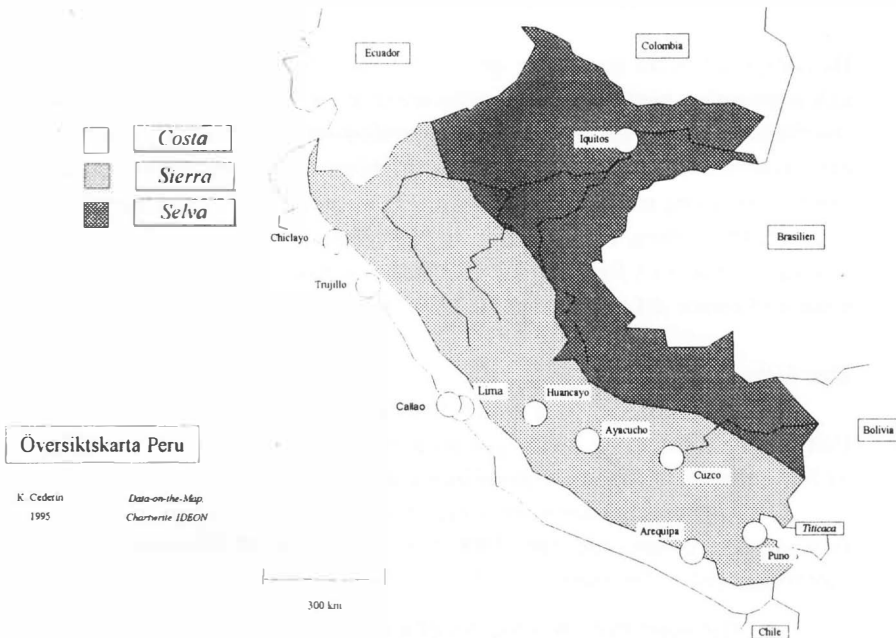 Ecuador
Colombia
Costa
Sierra
Selva
Iquitos
Chiclayo
Brasilien
Trujillo
Callao
Lima
Huancayo
Ayacucho
Bolivia
Översiktskarta Peru
Cuzco
K. Cederin
1995
Data-on-the-Map.
Chartwrite IDEON
Arequipa
Titicaca
Puno
300 km
Chile